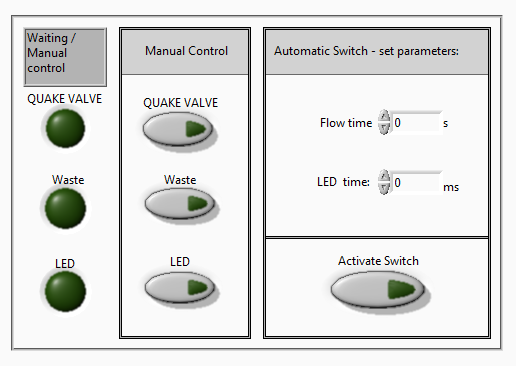 Waiting /
Manual
control
QUAKE VALVE
Waste
LED
Manual Control
QUAKE VALVE
Waste
LED
Automatic Switch - set parameters:
Flow time 0 s
LED time: 0 ms
Activate Switch